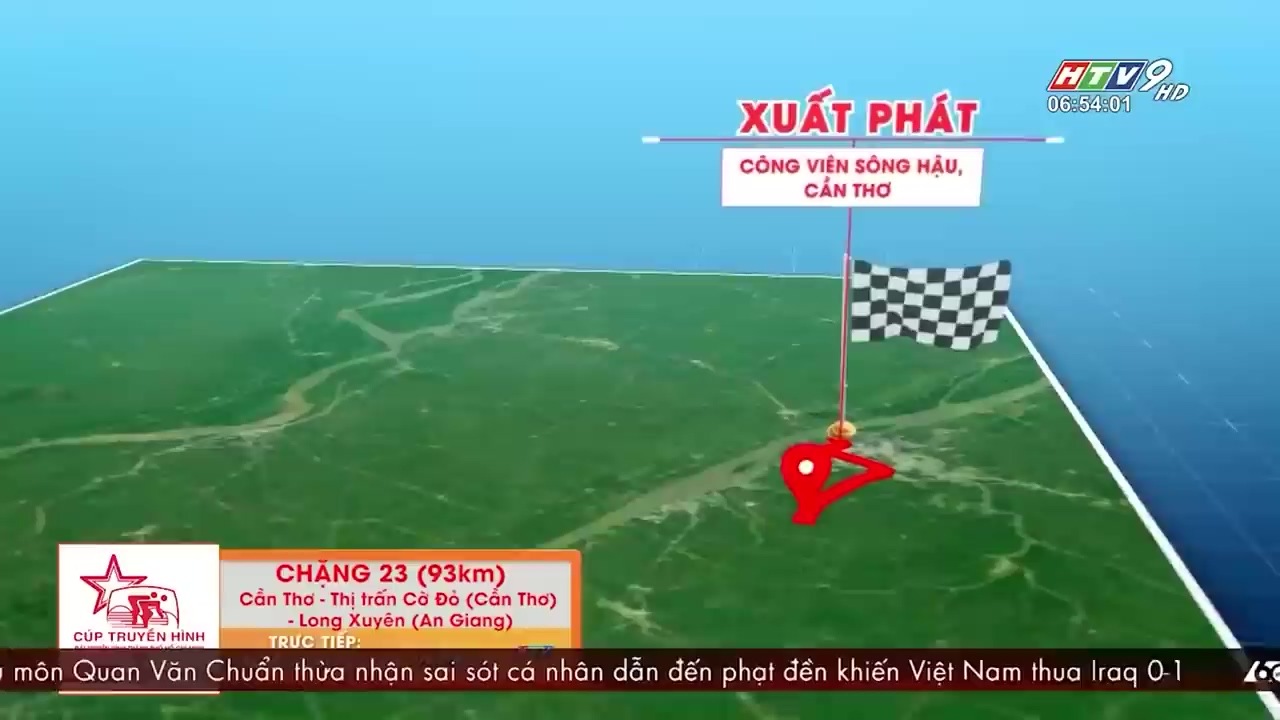 HTV9 HD
06:54:01
XUẤT PHÁT
CÔNG VIÊN SÔNG HẬU,
CẦN THƠ
CHẶNG 23 (93km)
Cần Thơ - Thị trấn Cờ Đỏ (Cần Thơ)
- Long Xuyên (An Giang)
CÚP TRUYỀN HÌNH
TRỰC TIẾP:
môn Quan Văn Chuẩn thừa nhận sai sót cá nhân dẫn đến phạt đền khiến Việt Nam thua Iraq 0-1